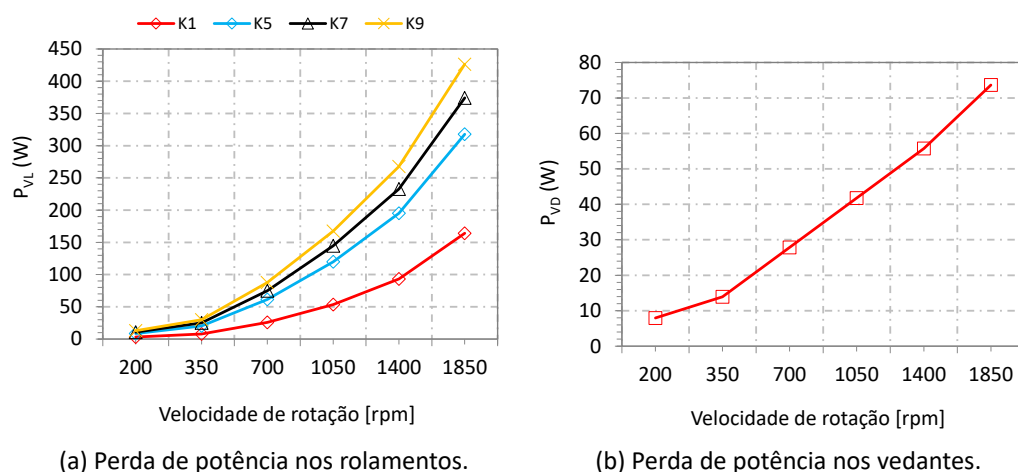 K1 K5 K7 K9
450
400
350
300
250
200
150
100
50
0
P_VL (W)
200 350 700 1050 1400 1850
Velocidade de rotação [rpm]
(a) Perda de potência nos rolamentos.
80
70
60
50
40
30
20
10
0
P_VD (W)
200 350 700 1050 1400 1850
Velocidade de rotação [rpm]
(b) Perda de potência nos vedantes.